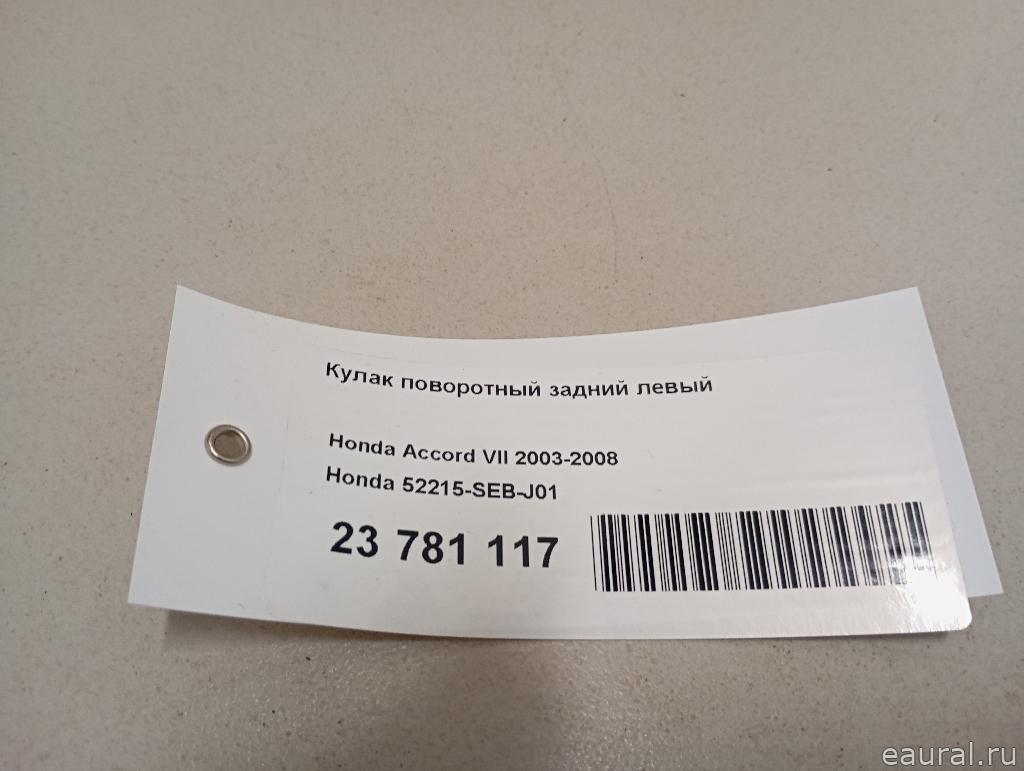 Кулак поворотный задний левый
Honda Accord VII 2003-2008
Honda 52215-SEB-J01
23 781 117
eaural.ru